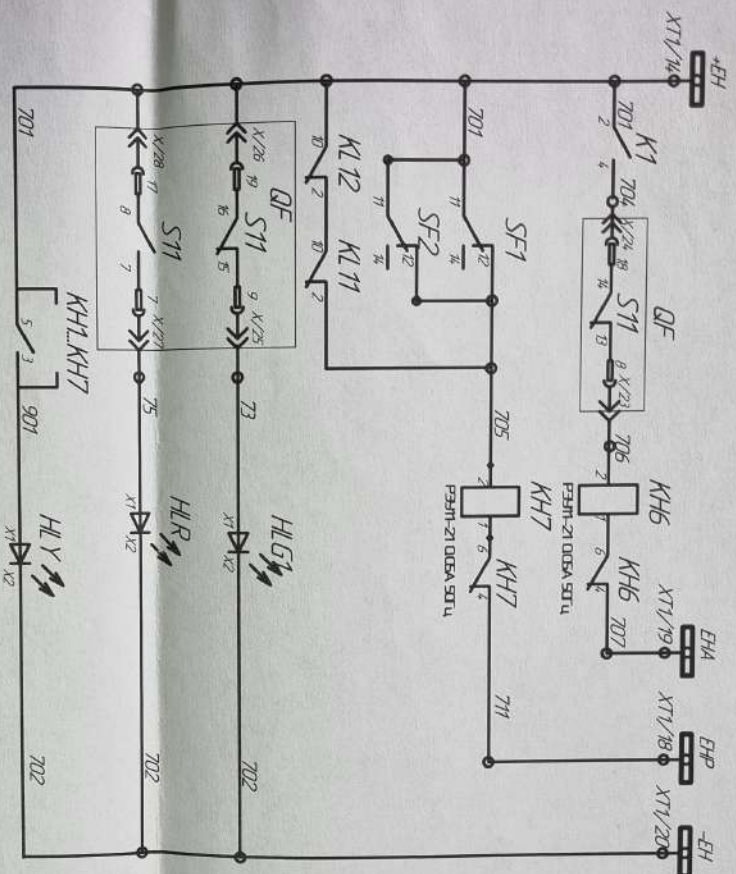 +EH
XT1/14
EHA
XT1/19
EHP
XT1/18
-EH
XT1/20
K1
701
2
4
704
X/24
18
QF
S11
14
13
8
X/23
706
KH6
2
1
РЭУ11-21 0.05А 50Гц
KH6
6
4
707
SF1
701
11
12
14
SF2
11
12
14
705
KH7
2
1
РЭУ11-21 0.05А 50Гц
KH7
6
4
711
KL12
10
2
KL11
10
2
QF
X/26
19
S11
16
15
9
X/25
73
HLG1
X1
X2
702
X/28
17
S11
8
7
7
X/27
75
HLR
X1
X2
702
701
KH1...KH7
5
3
901
HLY
X1
X2
702